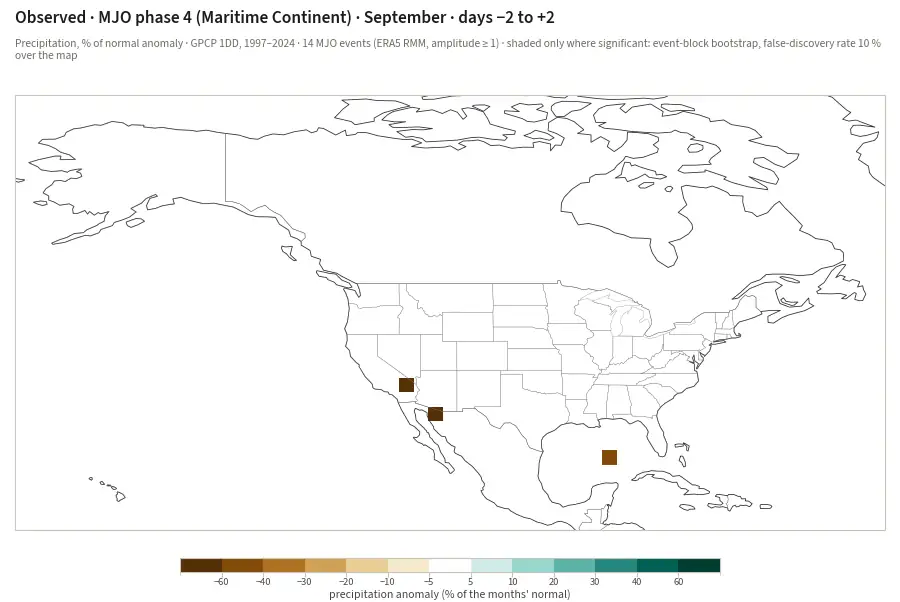 Observed · MJO phase 4 (Maritime Continent) · September · days −2 to +2
Precipitation, % of normal anomaly · GPCP 1DD, 1997–2024 · 14 MJO events (ERA5 RMM, amplitude ≥ 1) · shaded only where significant: event-block bootstrap, false-discovery rate 10 %
over the map
−60 −40 −30 −20 −10 −5 5 10 20 30 40 60
precipitation anomaly (% of the months' normal)